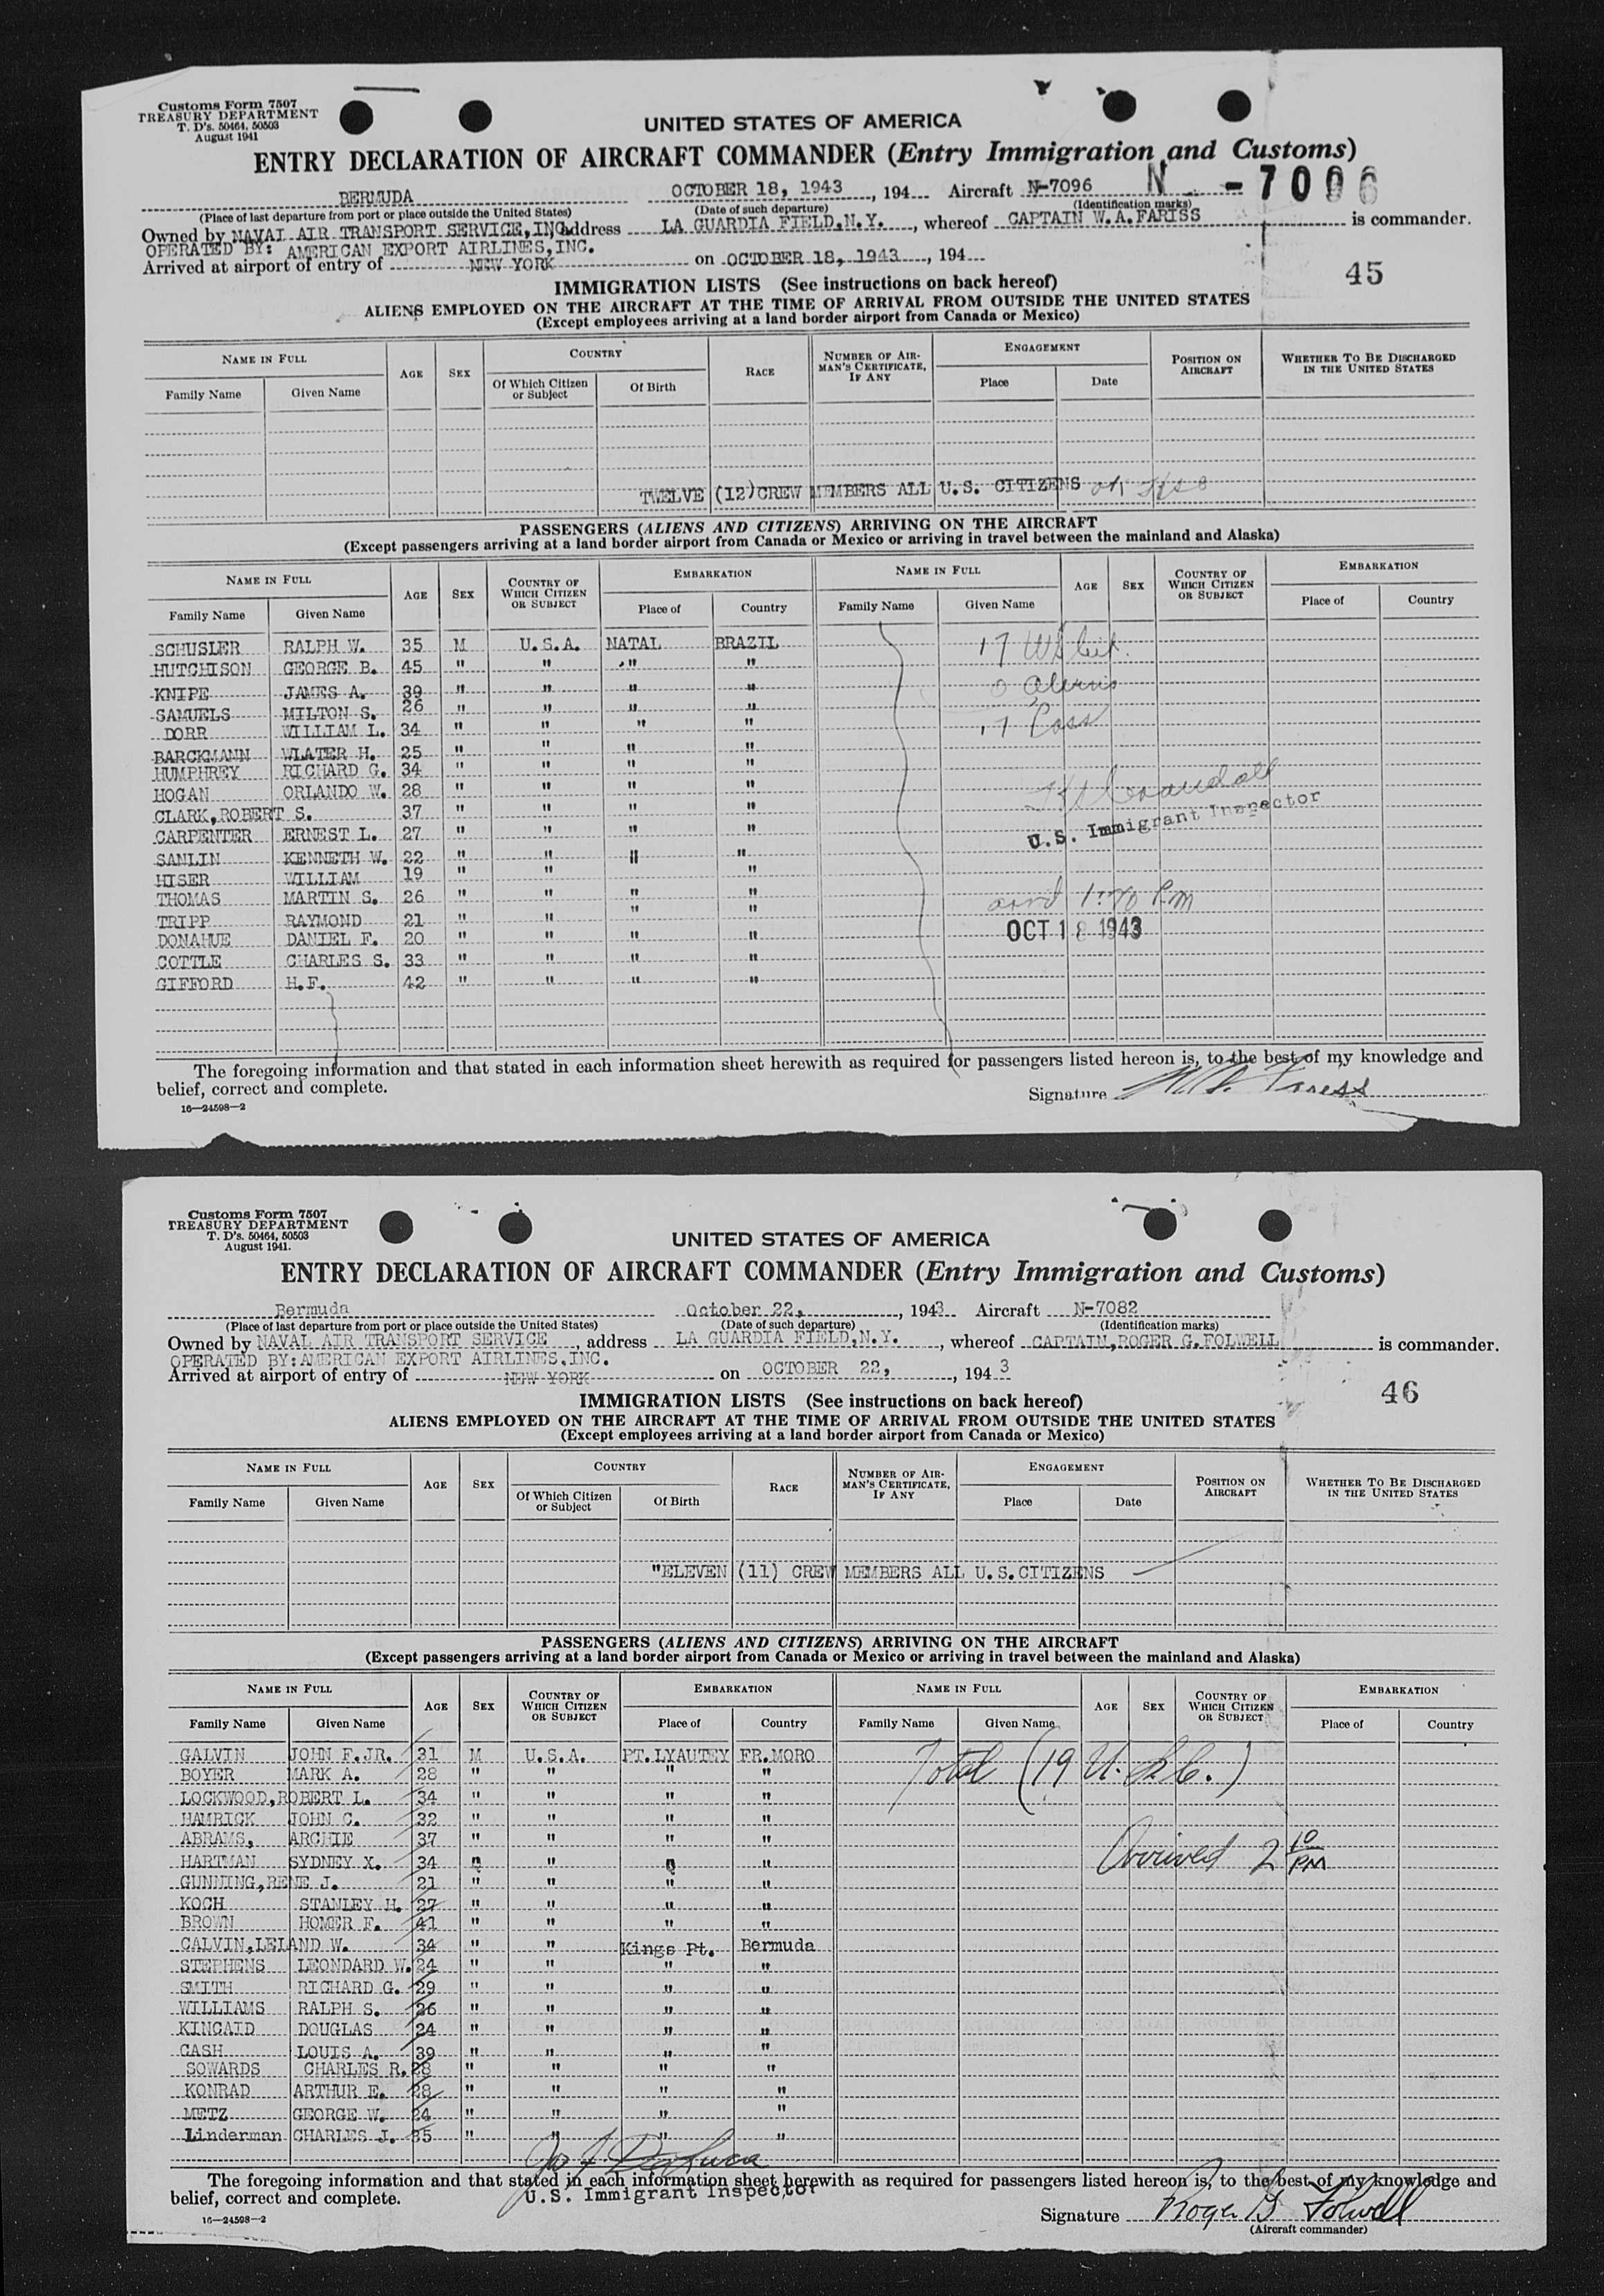 Customs Form 7507
TREASURY DEPARTMENT
T. D's. 50464, 50503
August 1941
UNITED STATES OF AMERICA
ENTRY DECLARATION OF AIRCRAFT COMMANDER (Entry Immigration and Customs)
BERMUDA OCTOBER 18, 1943, 194 Aircraft N-7096 N -7096
(Place of last departure from port or place outside the United States) (Date of such departure) (Identification marks)
Owned by NAVAL AIR TRANSPORT SERVICE, INC, address LA GUARDIA FIELD, N.Y., whereof CAPTAIN W.A.FARISS is commander.
OPERATED BY: AMERICAN EXPORT AIRLINES, INC.
Arrived at airport of entry of NEW YORK on OCTOBER 18, 1943, 194
45
IMMIGRATION LISTS (See instructions on back hereof)
ALIENS EMPLOYED ON THE AIRCRAFT AT THE TIME OF ARRIVAL FROM OUTSIDE THE UNITED STATES
(Except employees arriving at a land border airport from Canada or Mexico)
NAME IN FULL AGE SEX COUNTRY RACE NUMBER OF AIRMAN'S CERTIFICATE, IF ANY ENGAGEMENT POSITION ON AIRCRAFT WHETHER TO BE DISCHARGED IN THE UNITED STATES
Family Name Given Name Of Which Citizen or Subject Of Birth Place Date
TWELVE (12) CREW MEMBERS ALL U.S. CITIZENS
PASSENGERS (ALIENS AND CITIZENS) ARRIVING ON THE AIRCRAFT
(Except passengers arriving at a land border airport from Canada or Mexico or arriving in travel between the mainland and Alaska)
NAME IN FULL AGE SEX COUNTRY OF WHICH CITIZEN OR SUBJECT EMBARKATION NAME IN FULL AGE SEX COUNTRY OF WHICH CITIZEN OR SUBJECT EMBARKATION
Family Name Given Name Place of Country Family Name Given Name Place of Country
SCHUSLER RALPH W. 35 M U.S.A. NATAL BRAZIL 17
HUTCHISON GEORGE B. 45 " " " "
KNIPE JAMES A. 39 " " " " 0 Aliens
SAMUELS MILTON S. 26 " " " "
DORR WILLIAM L. 34 " " " " 17 Pass
BARCKMANN WLATER H. 25 " " " "
HUMPHREY RICHARD G. 34 " " " "
HOGAN ORLANDO W. 28 " " " "
CLARK, ROBERT S. 37 " " " "
CARPENTER ERNEST L. 27 " " " " U.S. Immigrant Inspector
SANLIN KENNETH W. 22 " " " "
HISER WILLIAM 19 " " " "
THOMAS MARTIN S. 26 " " " "
TRIPP RAYMOND 21 " " " "
DONAHUE DANIEL F. 20 " " " " OCT 18 1943
COTTLE CHARLES S. 33 " " " "
GIFFORD H.F. 42 " " " "
The foregoing information and that stated in each information sheet herewith as required for passengers listed hereon is, to the best of my knowledge and
belief, correct and complete.
Signature W.A. Fariss
16—24598—2
Customs Form 7507
TREASURY DEPARTMENT
T. D's. 50464, 50503
August 1941.
UNITED STATES OF AMERICA
ENTRY DECLARATION OF AIRCRAFT COMMANDER (Entry Immigration and Customs)
Bermuda October 22, , 1943 Aircraft N-7082
(Place of last departure from port or place outside the United States) (Date of such departure) (Identification marks)
Owned by NAVAL AIR TRANSPORT SERVICE, address LA GUARDIA FIELD, N.Y., whereof CAPTAIN, ROGER G. FOLWELL is commander.
OPERATED BY: AMERICAN EXPORT AIRLINES, INC.
Arrived at airport of entry of NEW YORK on OCTOBER 22, , 1943
46
IMMIGRATION LISTS (See instructions on back hereof)
ALIENS EMPLOYED ON THE AIRCRAFT AT THE TIME OF ARRIVAL FROM OUTSIDE THE UNITED STATES
(Except employees arriving at a land border airport from Canada or Mexico)
NAME IN FULL AGE SEX COUNTRY RACE NUMBER OF AIRMAN'S CERTIFICATE, IF ANY ENGAGEMENT POSITION ON AIRCRAFT WHETHER TO BE DISCHARGED IN THE UNITED STATES
Family Name Given Name Of Which Citizen or Subject Of Birth Place Date
"ELEVEN (11) CREW MEMBERS ALL U.S.CITIZENS
PASSENGERS (ALIENS AND CITIZENS) ARRIVING ON THE AIRCRAFT
(Except passengers arriving at a land border airport from Canada or Mexico or arriving in travel between the mainland and Alaska)
NAME IN FULL AGE SEX COUNTRY OF WHICH CITIZEN OR SUBJECT EMBARKATION NAME IN FULL AGE SEX COUNTRY OF WHICH CITIZEN OR SUBJECT EMBARKATION
Family Name Given Name Place of Country Family Name Given Name Place of Country
GALVIN JOHN F.JR. 31 M U.S.A. PT.LYAUTEY FR.MORO Total (19 U.S.C.)
BOYER MARK A. 28 " " " "
LOCKWOOD, ROBERT L. 34 " " " "
HAMRICK JOHN C. 32 " " " "
ABRAMS, ARCHIE 37 " " " " Arrived 2 10 PM
HARTMAN SYDNEY X. 34 " " " "
GUNNING, RENE J. 21 " " " "
KOCH STANLEY H. 27 " " " "
BROWN HOMER F. 41 " " " "
CALVIN, LELAND W. 34 " " Kings Pt. Bermuda
STEPHENS LEONDARD W. 24 " " " "
SMITH RICHARD G. 29 " " " "
WILLIAMS RALPH S. 26 " " " "
KINCAID DOUGLAS 24 " " " "
CASH LOUIS A. 39 " " " "
SOWARDS CHARLES R. 28 " " " "
KONRAD ARTHUR E. 28 " " " "
METZ GEORGE W. 24 " " " "
Linderman CHARLES J. 35 " " " "
The foregoing information and that stated in each information sheet herewith as required for passengers listed hereon is, to the best of my knowledge and
belief, correct and complete.
U.S. Immigrant Inspector
Signature Roger G Folwell
(Aircraft commander)
16—24598—2